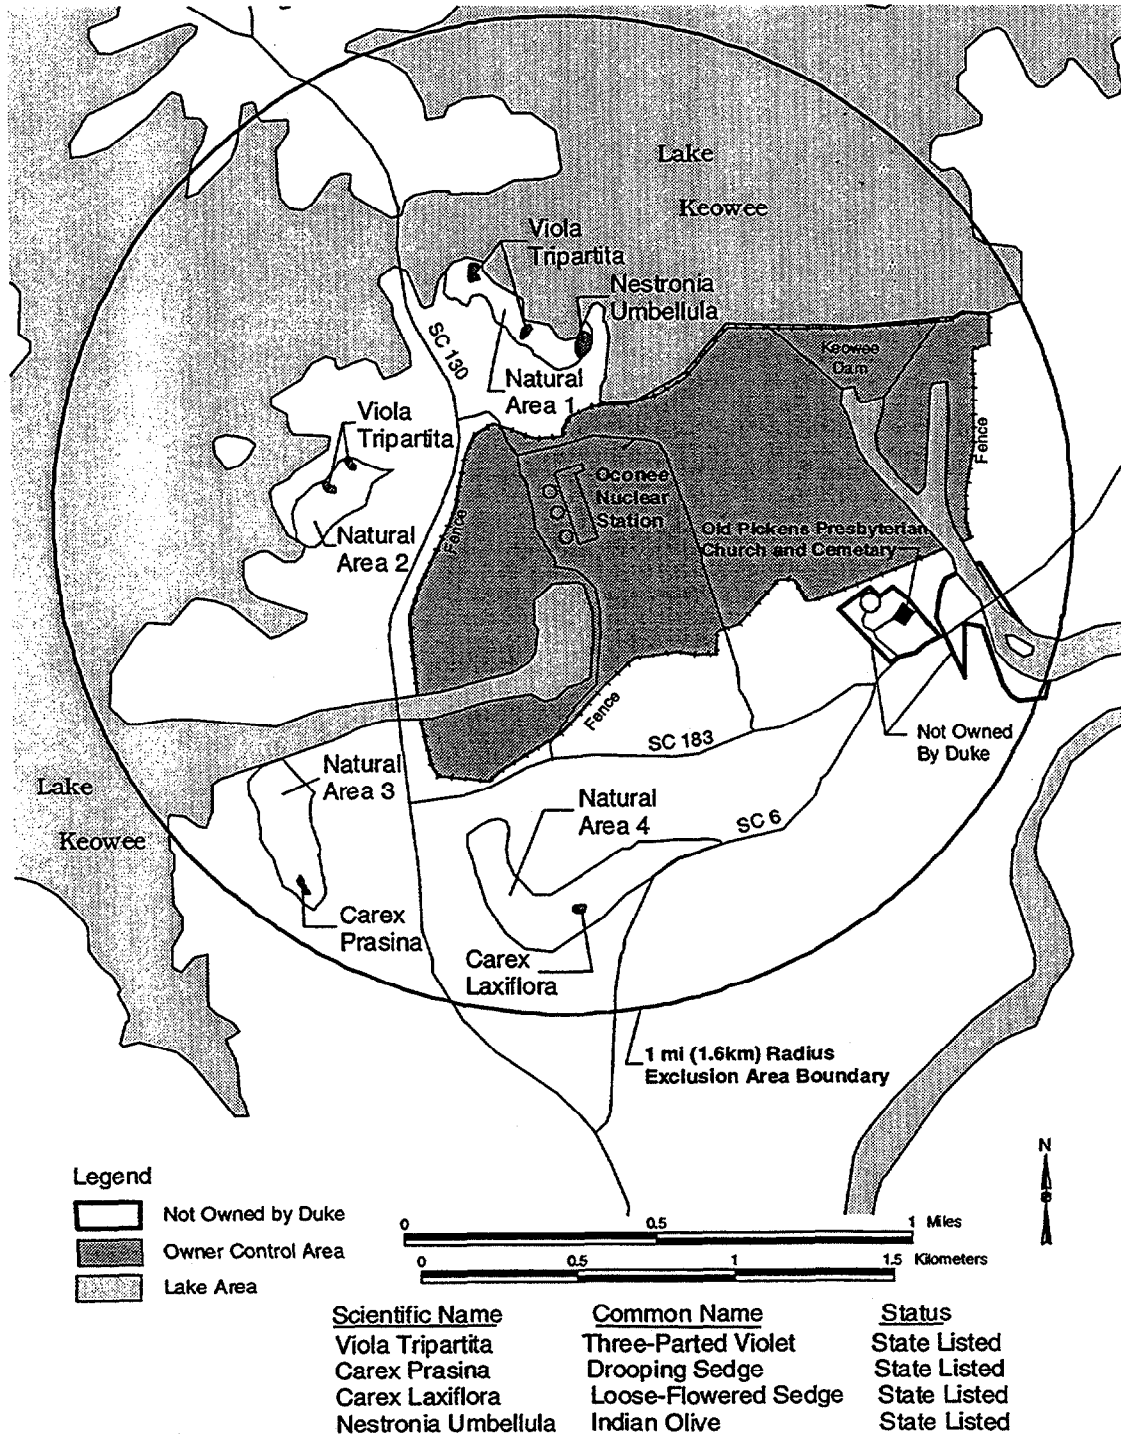 Lake
Keowee
Viola
Tripartita
Nestronia
Umbellula
SC 130
Natural
Area 1
Keowee
Dam
Viola
Tripartita
Fence
Oconee
Nuclear
Station
Old Pickens Presbyterian
Church and Cemetary
Natural
Area 2
Fence
Fence
SC 183
Not Owned
By Duke
Natural
Area 3
Lake
Keowee
Natural
Area 4
SC 6
Carex
Prasina
Carex
Laxiflora
1 mi (1.6km) Radius
Exclusion Area Boundary
N
Legend
Not Owned by Duke
Owner Control Area
Lake Area
0 0.5 1 Miles
0 0.5 1 1.5 Kilometers
Scientific Name Common Name Status
Viola Tripartita Three-Parted Violet State Listed
Carex Prasina Drooping Sedge State Listed
Carex Laxiflora Loose-Flowered Sedge State Listed
Nestronia Umbellula Indian Olive State Listed